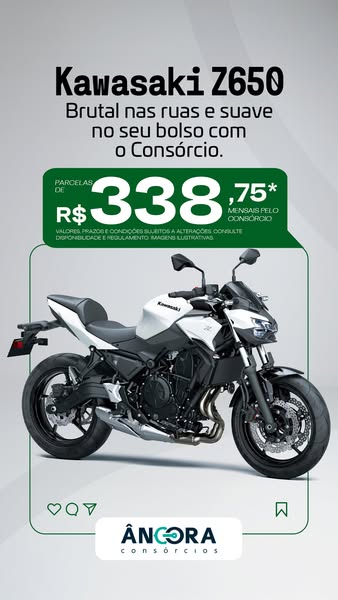 Kawasaki Z650
Brutal nas ruas e suave
no seu bolso com
o Consórcio.
PARCELAS
DE
R$338,75*
MENSAIS PELO
CONSÓRCIO
VALORES, PRAZOS E CONDIÇÕES SUJEITOS A ALTERAÇÕES. CONSULTE
DISPONIBILIDADE E REGULAMENTO. IMAGENS ILUSTRATIVAS.
Kawasaki
ÂNCORA
consórcios